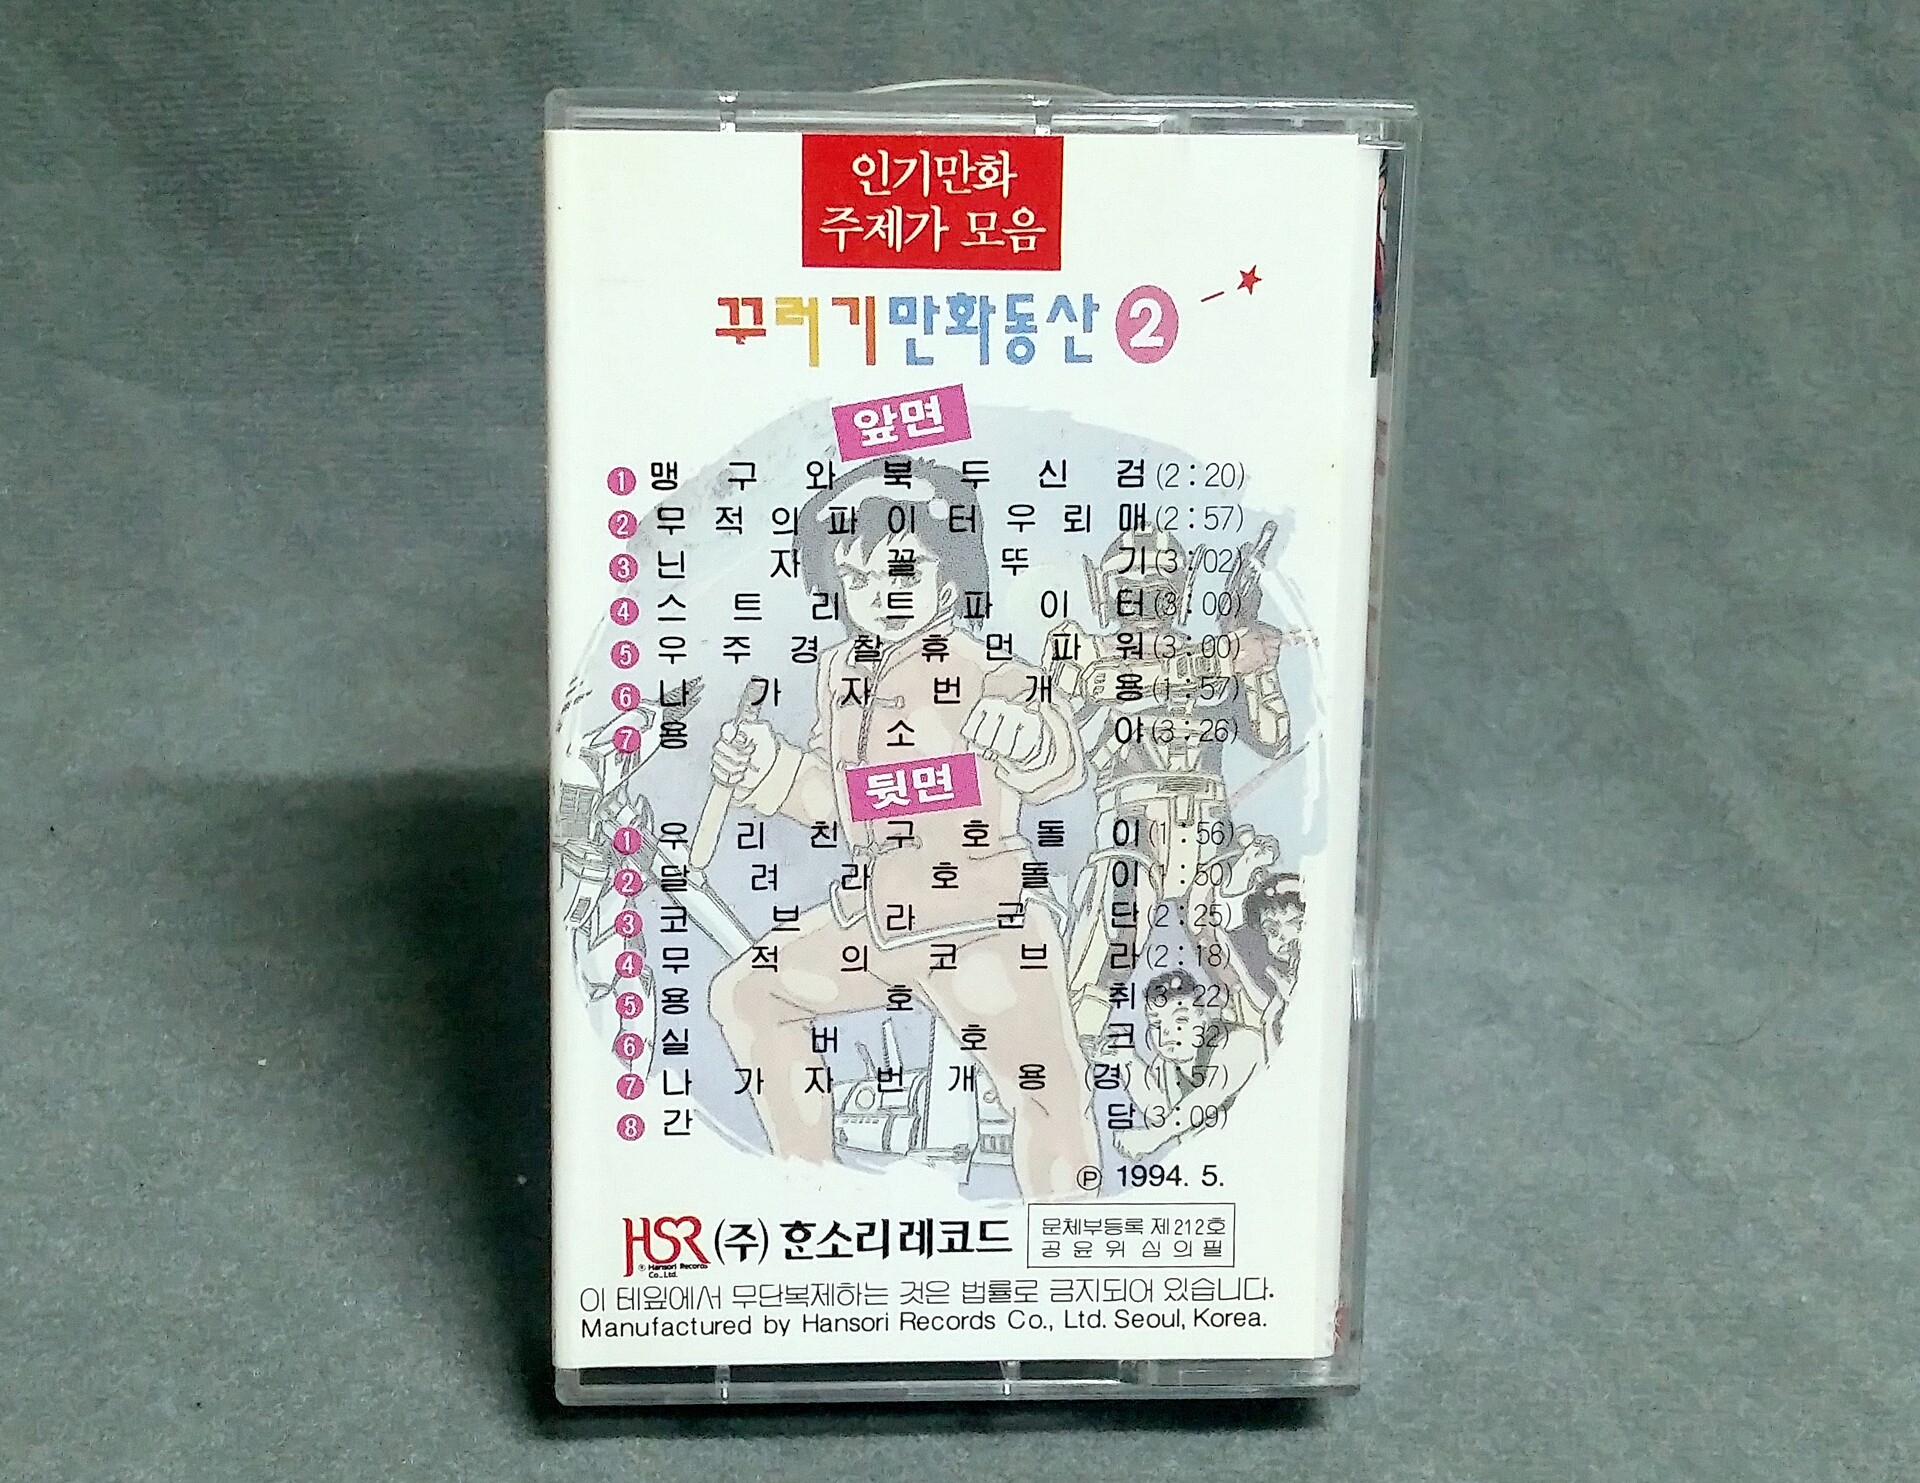 인기만화
주제가 모음
꾸러기만화동산 2
앞면
1 맹구와북두신검 (2:20)
2 무적의파이터우뢰매 (2:57)
3 닌자꼴뚜기 (3:02)
4 스트리트파이터 (3:00)
5 우주경찰휴먼파워 (3:00)
6 나가자번개용 (1:57)
7 용소야 (3:26)
뒷면
1 우리친구호돌이 (1:56)
2 달려라호돌이 (1:50)
3 코브라군단 (2:25)
4 무적의코브라 (2:18)
5 용호취 (3:22)
6 실버호크 (1:32)
7 나가자번개용(경) (1:57)
8 간담 (3:09)
Ⓟ 1994. 5.
HSR (주) 한소리레코드
® Hansori Records
Co., Ltd.
문체부등록 제212호
공윤위심의필
이 테잎에서 무단복제하는 것은 법률로 금지되어 있습니다.
Manufactured by Hansori Records Co., Ltd. Seoul, Korea.